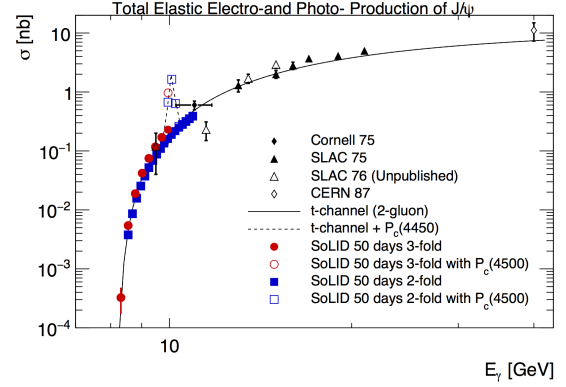 Total Elastic Electro-and Photo- Production of J/ψ
σ [nb]
10
1
10⁻¹
10⁻²
10⁻³
10⁻⁴
Cornell 75
SLAC 75
SLAC 76 (Unpublished)
CERN 87
t-channel (2-gluon)
t-channel + P_c(4450)
SoLID 50 days 3-fold
SoLID 50 days 3-fold with P_c(4500)
SoLID 50 days 2-fold
SoLID 50 days 2-fold with P_c(4500)
10
E_γ [GeV]